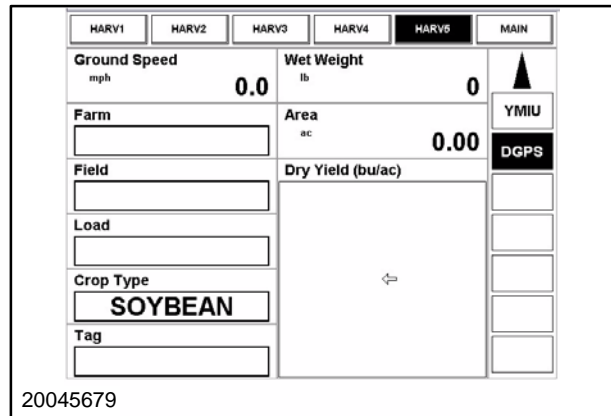 HARV1 HARV2 HARV3 HARV4 HARV5 MAIN
Ground Speed
mph 0.0
Wet Weight
lb 0
YMIU
Farm
Area
ac 0.00
DGPS
Field
Dry Yield (bu/ac)
Load
Crop Type
SOYBEAN
Tag
20045679